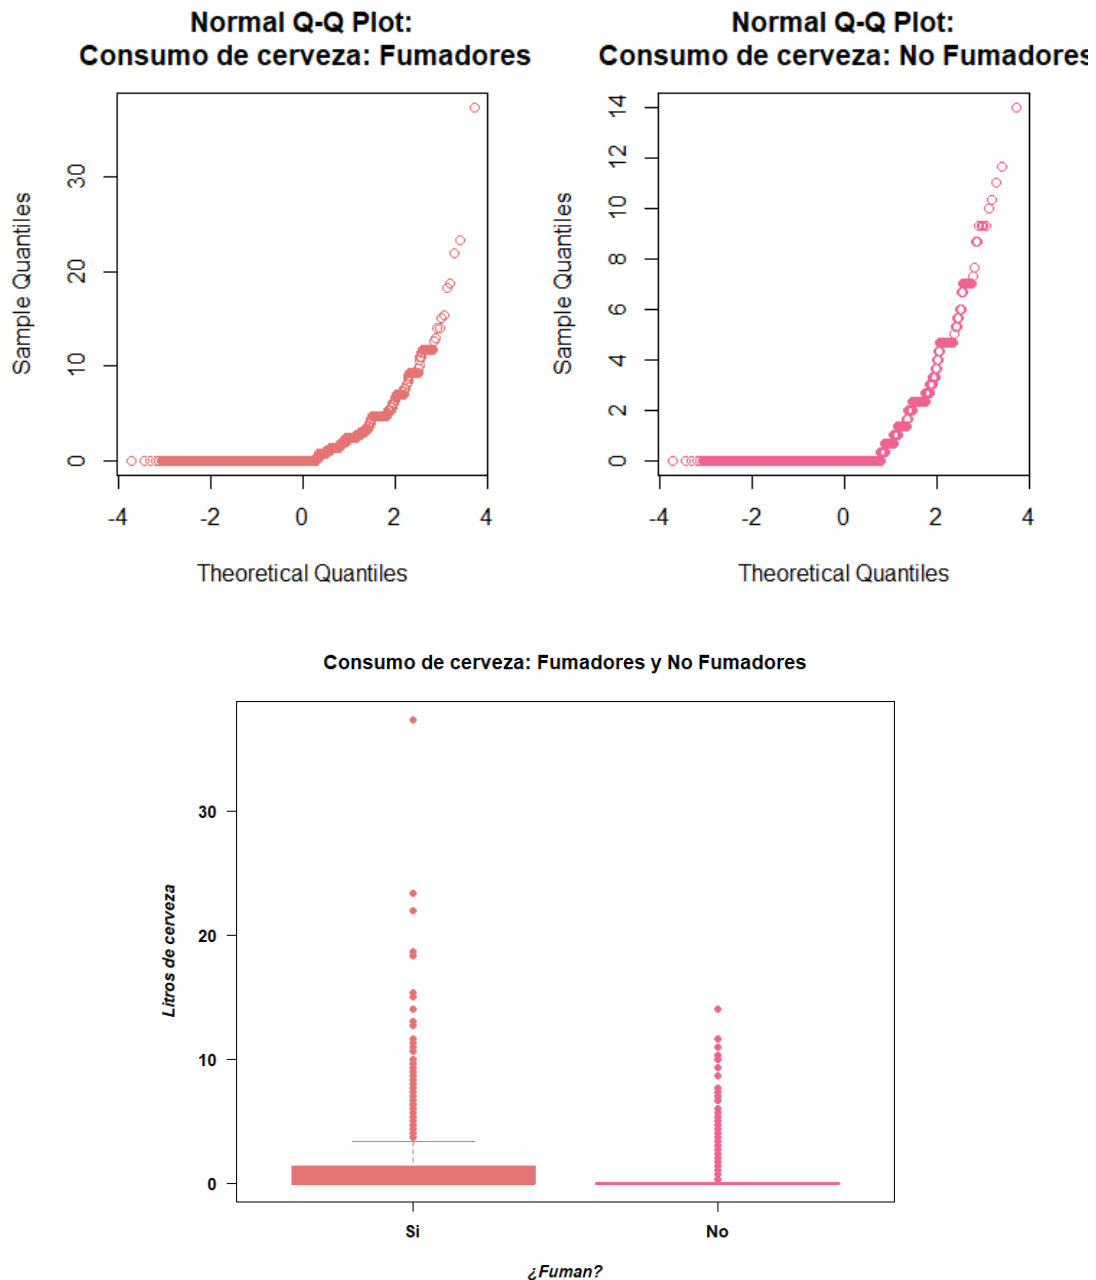 Normal Q-Q Plot:
Consumo de cerveza: Fumadores
Sample Quantiles
30
20
10
0
-4
-2
0
2
4
Theoretical Quantiles
Normal Q-Q Plot:
Consumo de cerveza: No Fumadores
Sample Quantiles
14
12
10
8
6
4
2
0
-4
-2
0
2
4
Theoretical Quantiles
Consumo de cerveza: Fumadores y No Fumadores
Litros de cerveza
30
20
10
0
Si
No
¿Fuman?